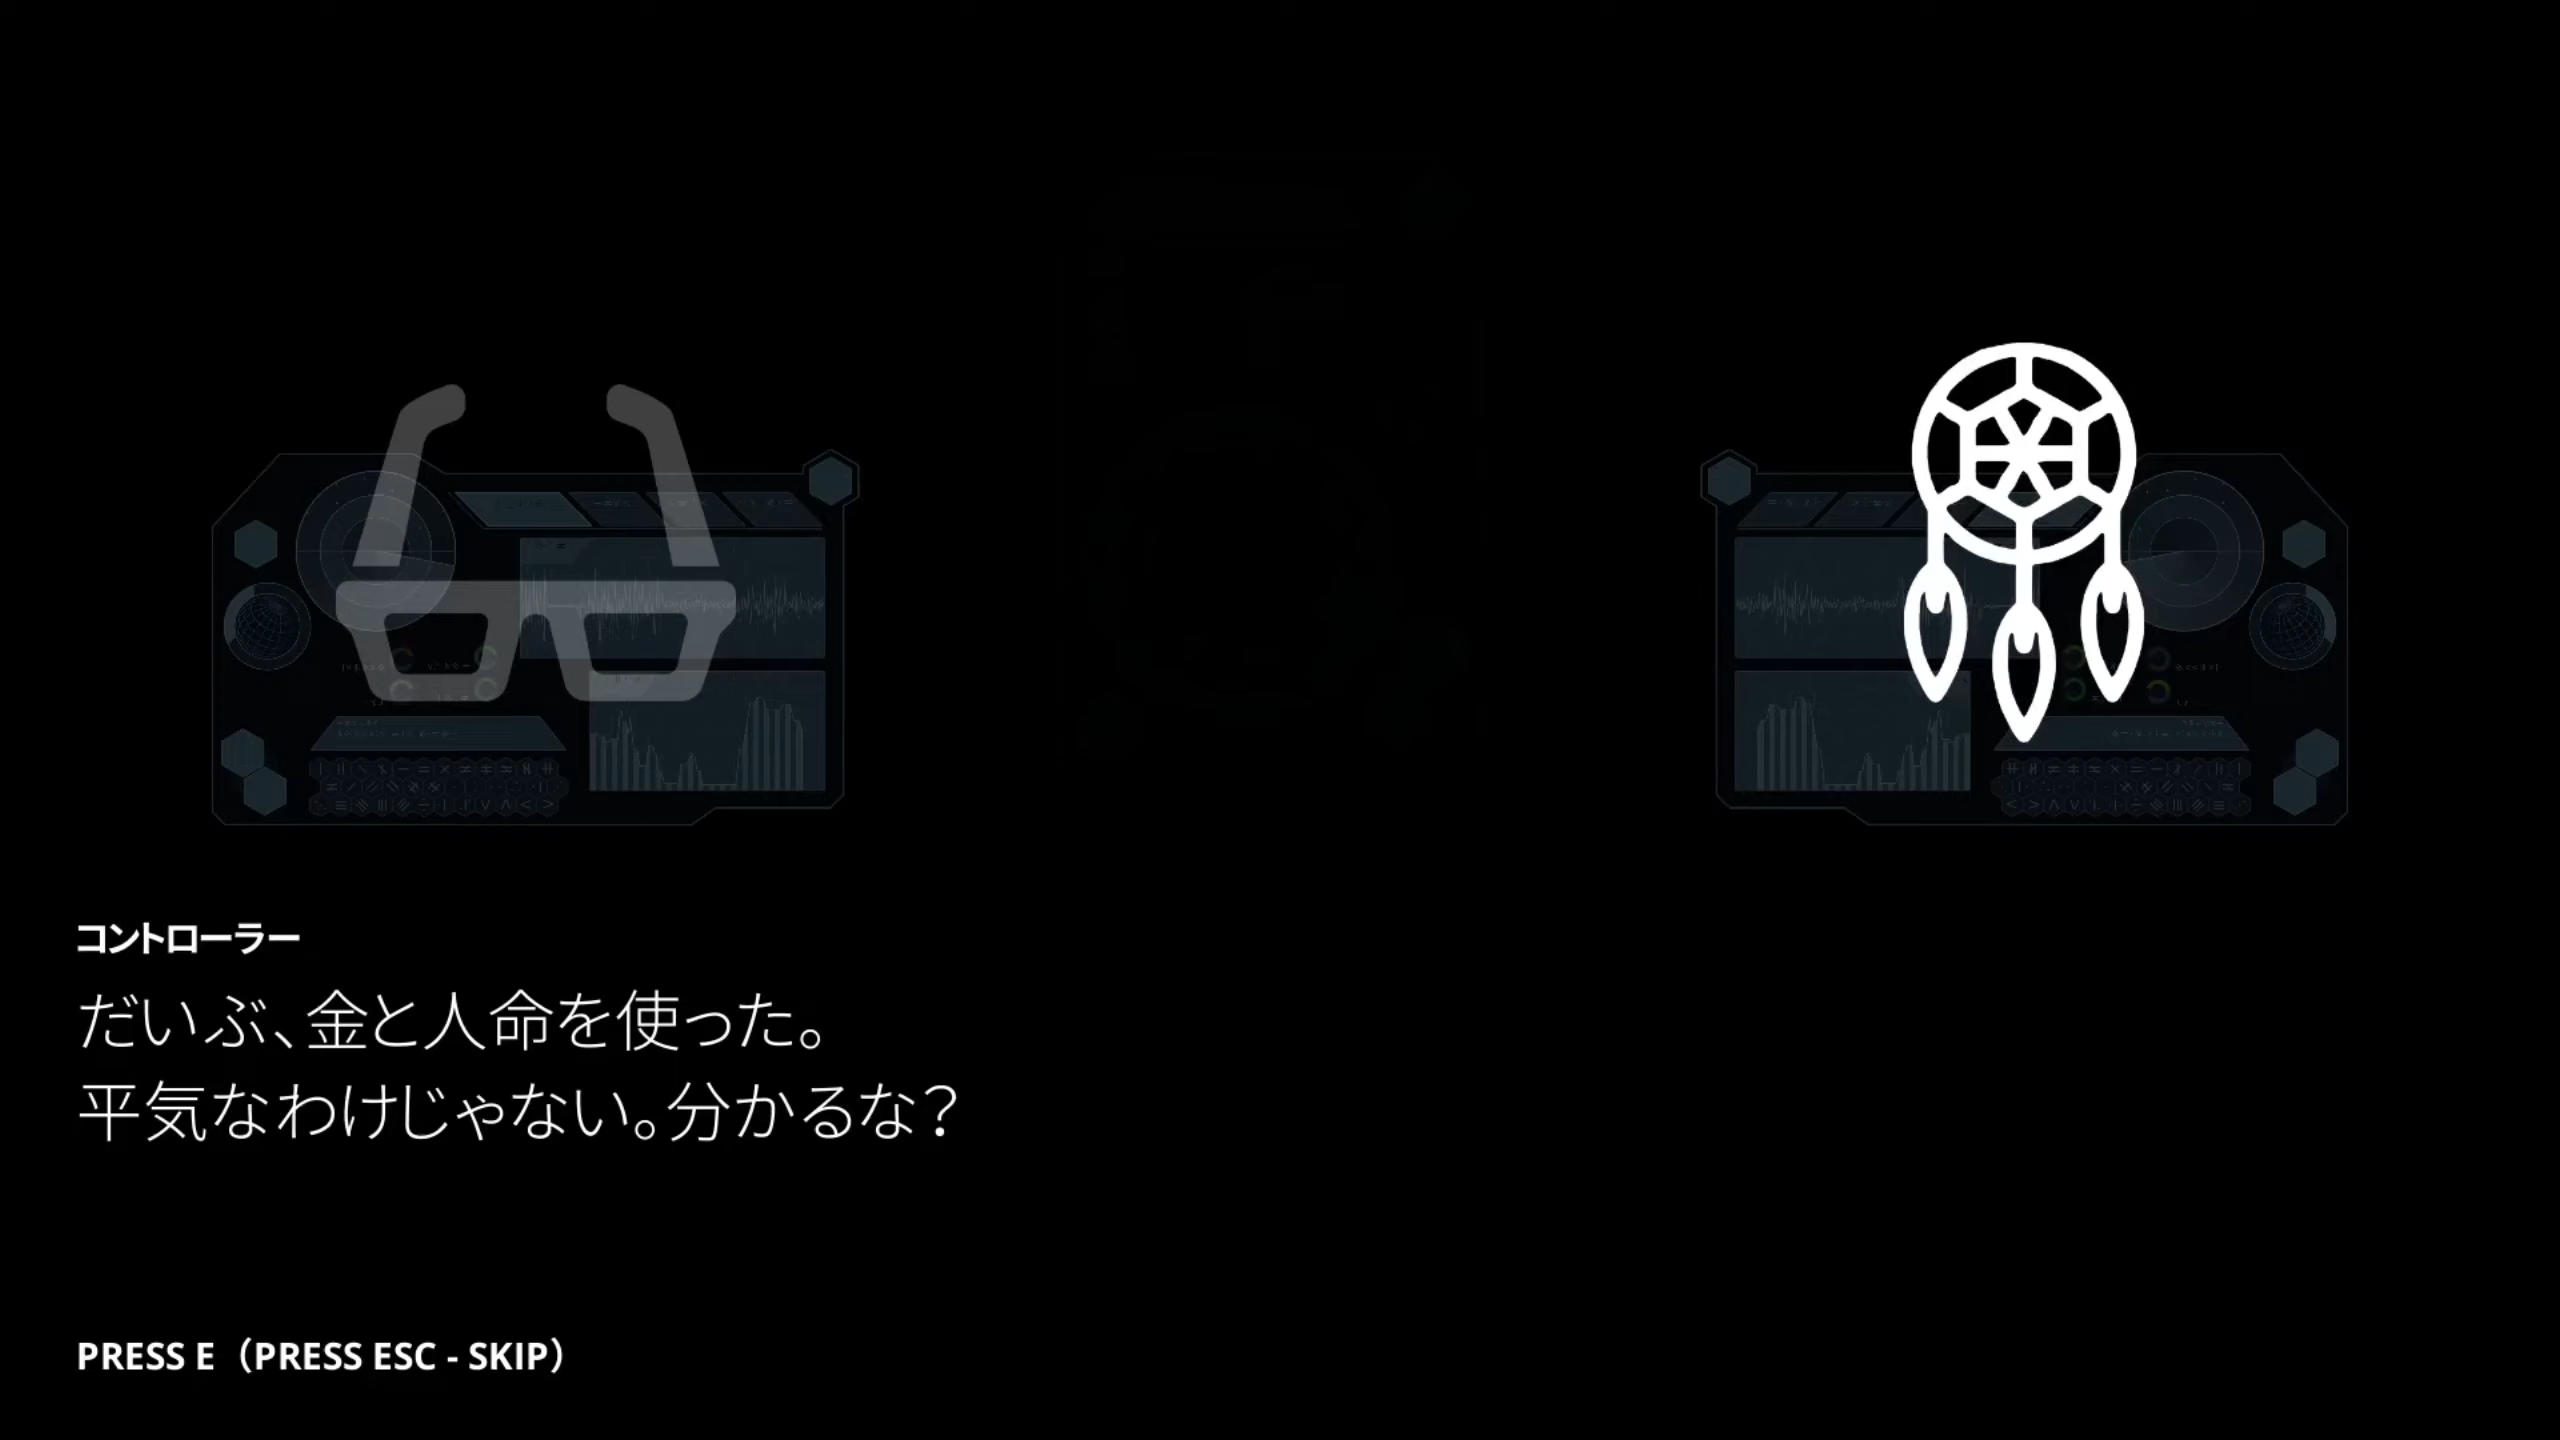 コントローラー
だいぶ、金と人命を使った。
平気なわけじゃない。分かるな？
PRESS E（PRESS ESC - SKIP）